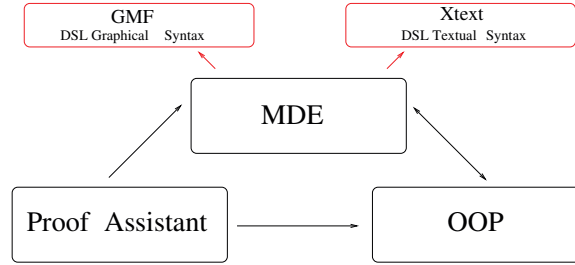 GMF
DSL Graphical Syntax
Xtext
DSL Textual Syntax
MDE
Proof Assistant
OOP